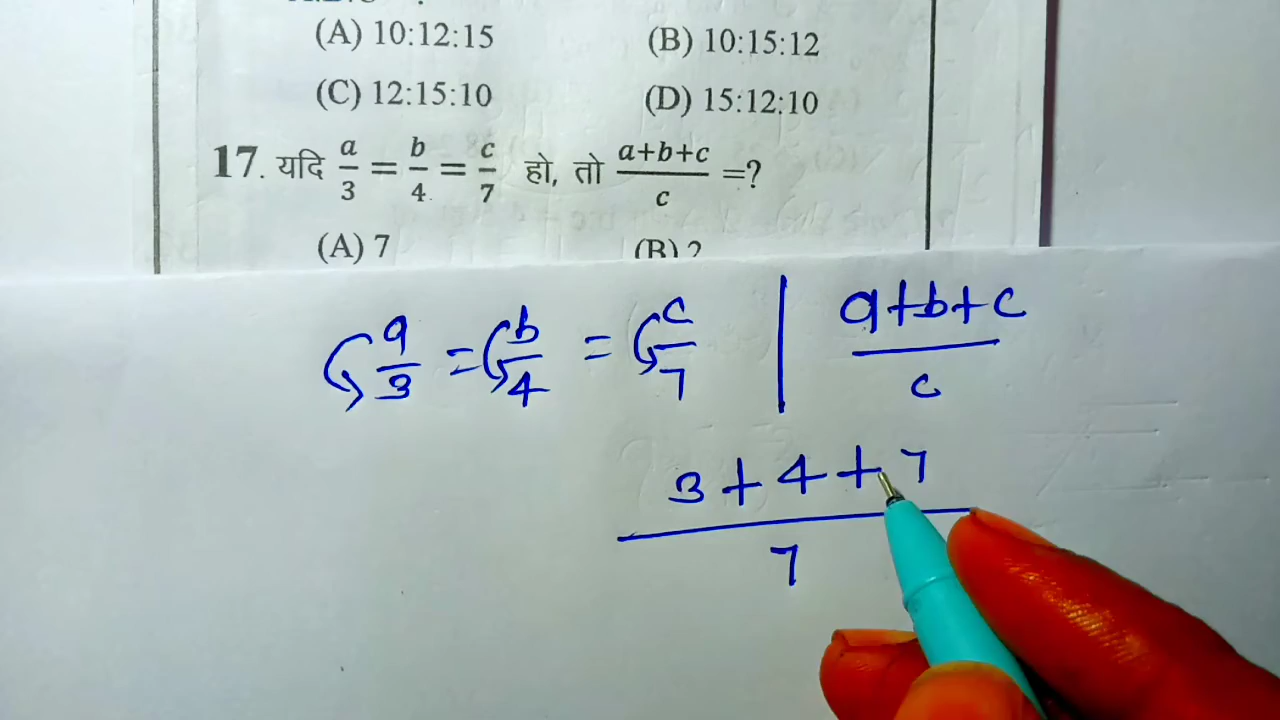 (A) 10:12:15 (B) 10:15:12
(C) 12:15:10 (D) 15:12:10
17. यदि a/3 = b/4 = c/7 हो, तो a+b+c/c =?
(A) 7 (B) 2
a/3 = b/4 = c/7 | a+b+c/c
3+4+7
7